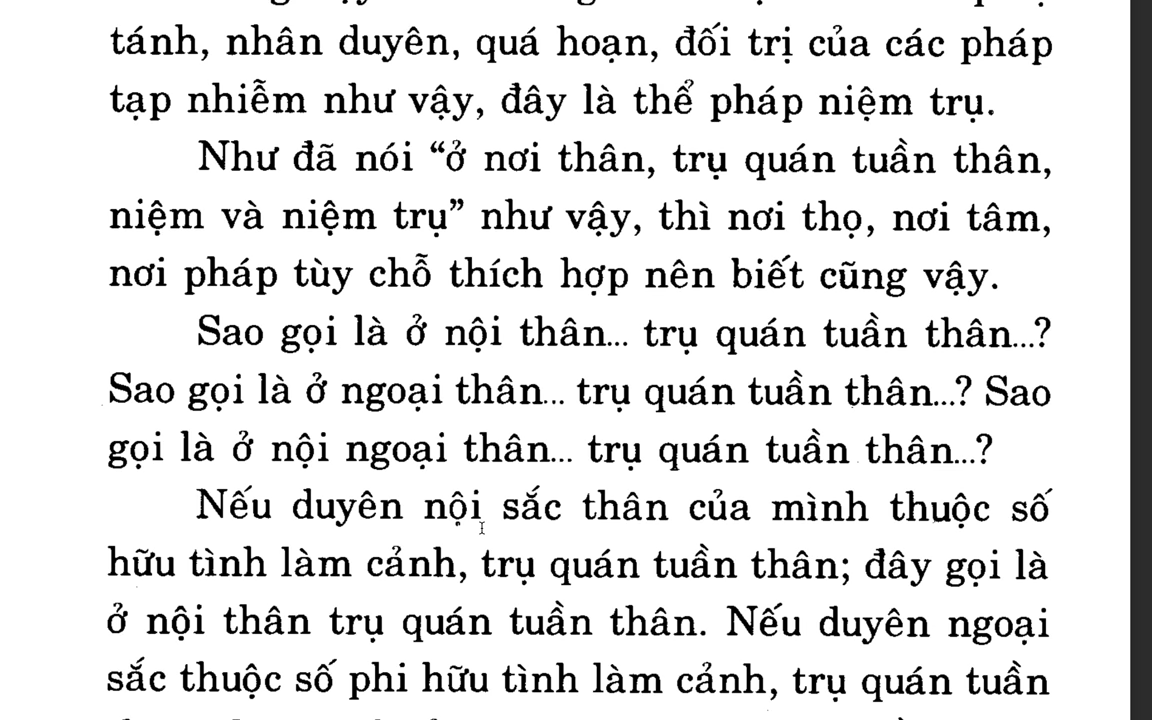 tánh, nhân duyên, quá hoạn, đối trị của các pháp
tạp nhiễm như vậy, đây là thể pháp niệm trụ.
Như đã nói “ở nơi thân, trụ quán tuần thân,
niệm và niệm trụ” như vậy, thì nơi thọ, nơi tâm,
nơi pháp tùy chỗ thích hợp nên biết cũng vậy.
Sao gọi là ở nội thân... trụ quán tuần thân...?
Sao gọi là ở ngoại thân... trụ quán tuần thân...? Sao
gọi là ở nội ngoại thân... trụ quán tuần thân...?
Nếu duyên nội sắc thân của mình thuộc số
hữu tình làm cảnh, trụ quán tuần thân; đây gọi là
ở nội thân trụ quán tuần thân. Nếu duyên ngoại
sắc thuộc số phi hữu tình làm cảnh, trụ quán tuần